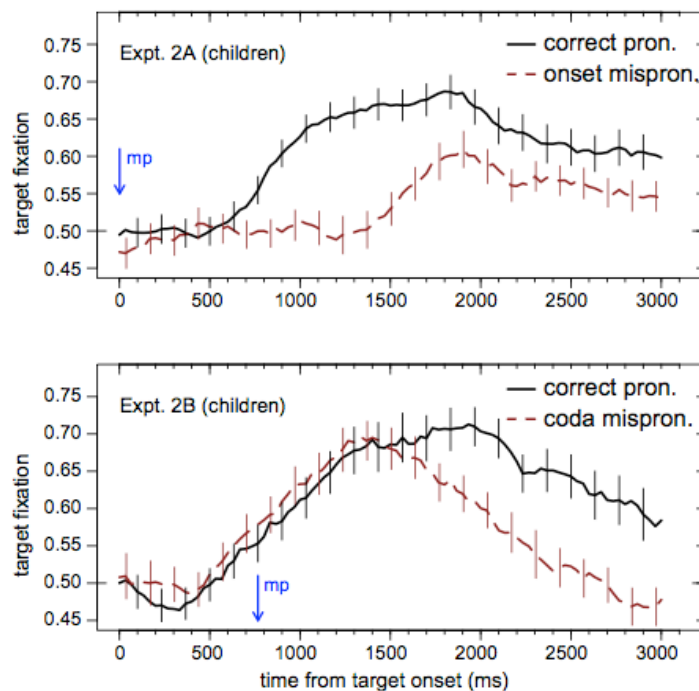 Expt. 2A (children)
correct pron.
onset mispron.
mp
target fixation
0.75
0.70
0.65
0.60
0.55
0.50
0.45
0 500 1000 1500 2000 2500 3000
Expt. 2B (children)
correct pron.
coda mispron.
mp
target fixation
0.75
0.70
0.65
0.60
0.55
0.50
0.45
0 500 1000 1500 2000 2500 3000
time from target onset (ms)